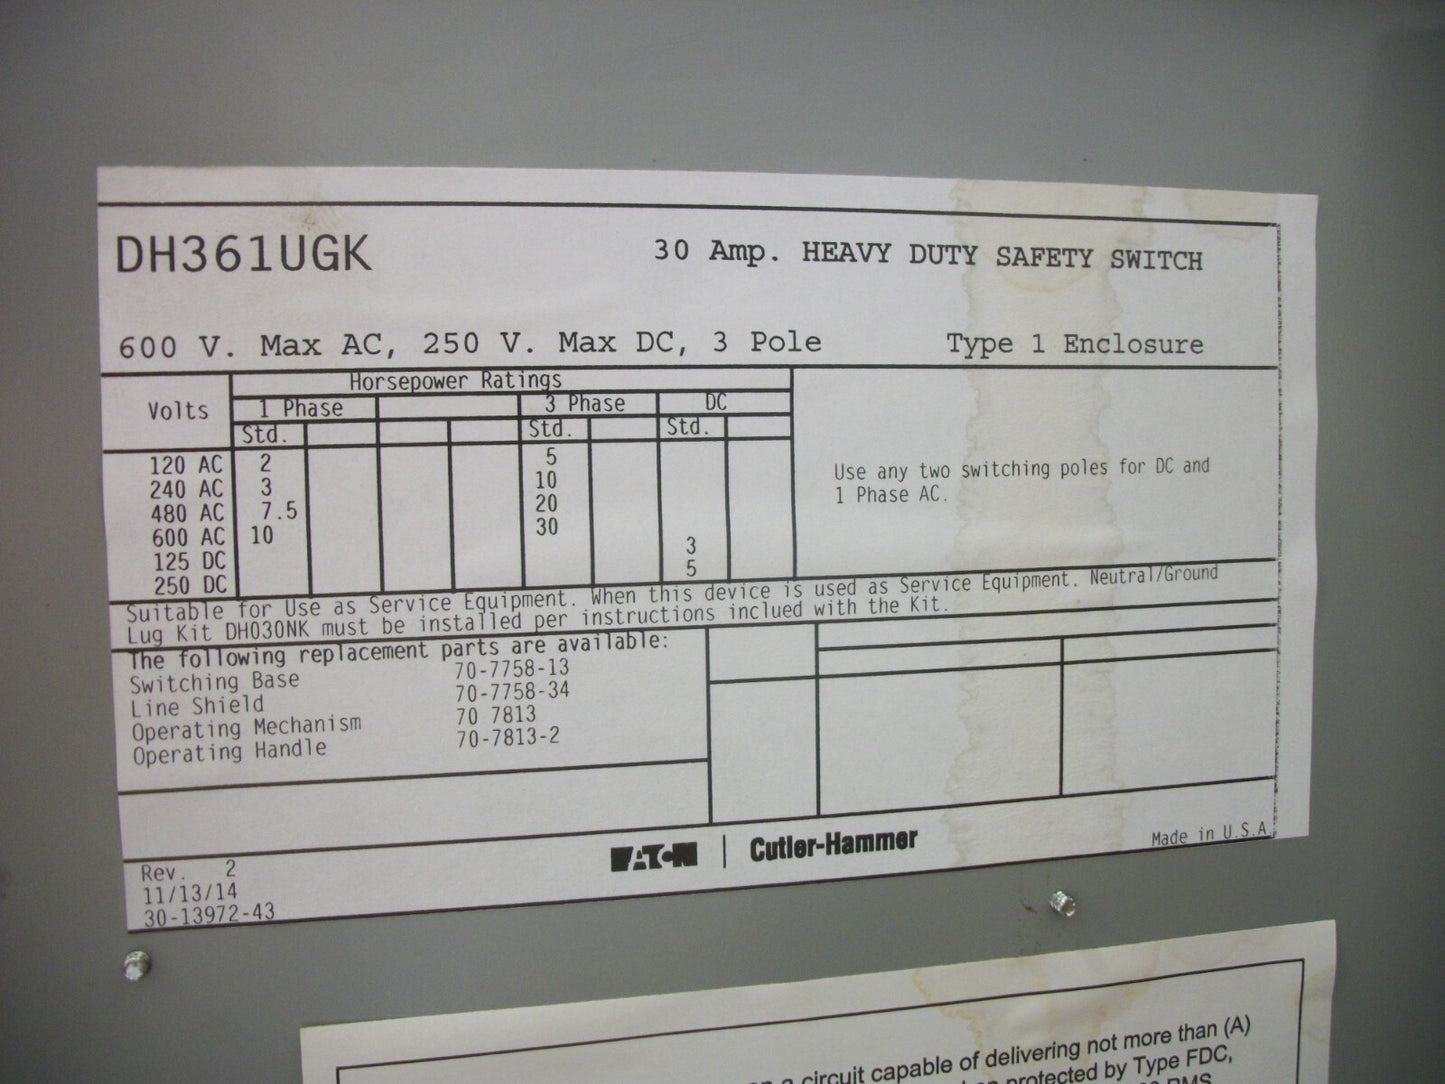 DH361UGK 30 Amp. HEAVY DUTY SAFETY SWITCH
600 V. Max AC, 250 V. Max DC, 3 Pole Type 1 Enclosure
Horsepower Ratings
Volts 1 Phase 3 Phase DC
Std. Std. Std.
120 AC 2 5
240 AC 3 10
480 AC 7.5 20
600 AC 10 30
125 DC 3
250 DC 5
Use any two switching poles for DC and
1 Phase AC.
Suitable for Use as Service Equipment. When this device is used as Service Equipment. Neutral/Ground
Lug Kit DH030NK must be installed per instructions inclued with the Kit.
The following replacement parts are available:
Switching Base 70-7758-13
Line Shield 70-7758-34
Operating Mechanism 70 7813
Operating Handle 70-7813-2
EATON | Cutler-Hammer
Made in U.S.A.
Rev. 2
11/13/14
30-13972-43
a circuit capable of delivering not more than (A)
protected by Type FDC,
RMS